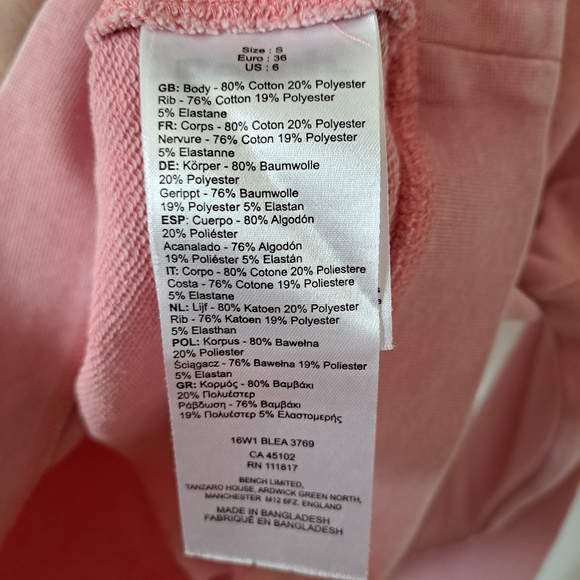 Size : S
Euro : 36
US : 6
GB: Body - 80% Cotton 20% Polyester
Rib - 76% Cotton 19% Polyester
5% Elastane
FR: Corps - 80% Coton 20% Polyester
Nervure - 76% Coton 19% Polyester
5% Elastanne
DE: Körper - 80% Baumwolle
20% Polyester
Gerippt - 76% Baumwolle
19% Polyester 5% Elastan
ESP: Cuerpo - 80% Algodón
20% Poliéster
Acanalado - 76% Algodón
19% Poliéster 5% Elastán
IT: Corpo - 80% Cotone 20% Poliestere
Costa - 76% Cotone 19% Poliestere
5% Elastane
NL: Lijf - 80% Katoen 20% Polyester
Rib - 76% Katoen 19% Polyester
5% Elasthan
POL: Korpus - 80% Bawełna
20% Poliester
Ściągacz - 76% Bawełna 19% Poliester
5% Elastan
GR: Κορμός - 80% Βαμβάκι
20% Πολυέστερ
Ράβδωση - 76% Βαμβάκι
19% Πολυέστερ 5% Ελαστομερής
16W1 BLEA 3769
CA 45102
RN 111817
BENCH LIMITED,
TANZARO HOUSE, ARDWICK GREEN NORTH,
MANCHESTER M12 6FZ, ENGLAND
MADE IN BANGLADESH
FABRIQUÉ EN BANGLADESH